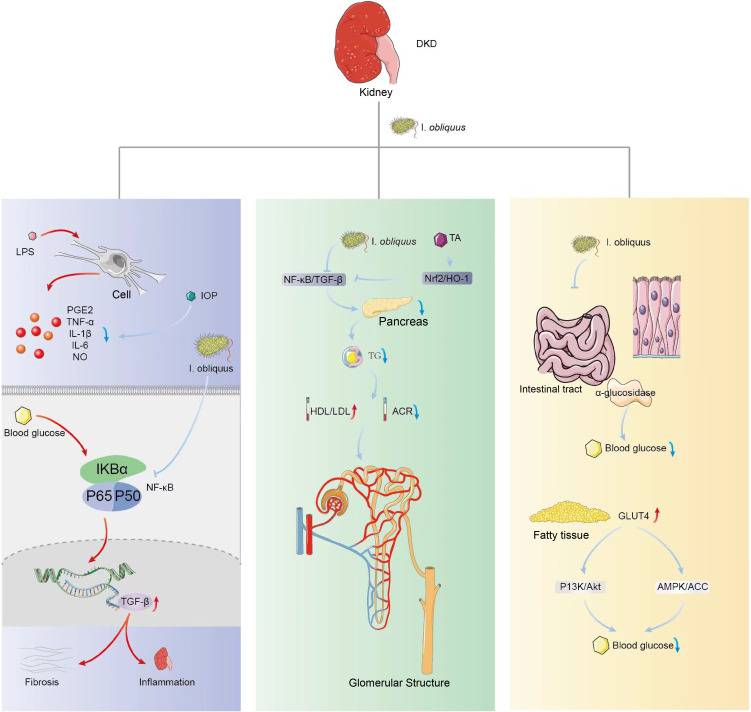 DKD
Kidney
I. obliquus
LPS
Cell
IOP
PGE2
TNF-α
IL-1β
IL-6
NO
I. obliquus
Blood glucose
IKBα
P65 P50
NF-κB
TGF-β
Fibrosis
Inflammation
I. obliquus
TA
NF-κB/TGF-β
Nrf2/HO-1
Pancreas
TG
HDL/LDL
ACR
Glomerular Structure
I. obliquus
Intestinal tract
α-glucosidase
Blood glucose
GLUT4
Fatty tissue
P13K/Akt
AMPK/ACC
Blood glucose